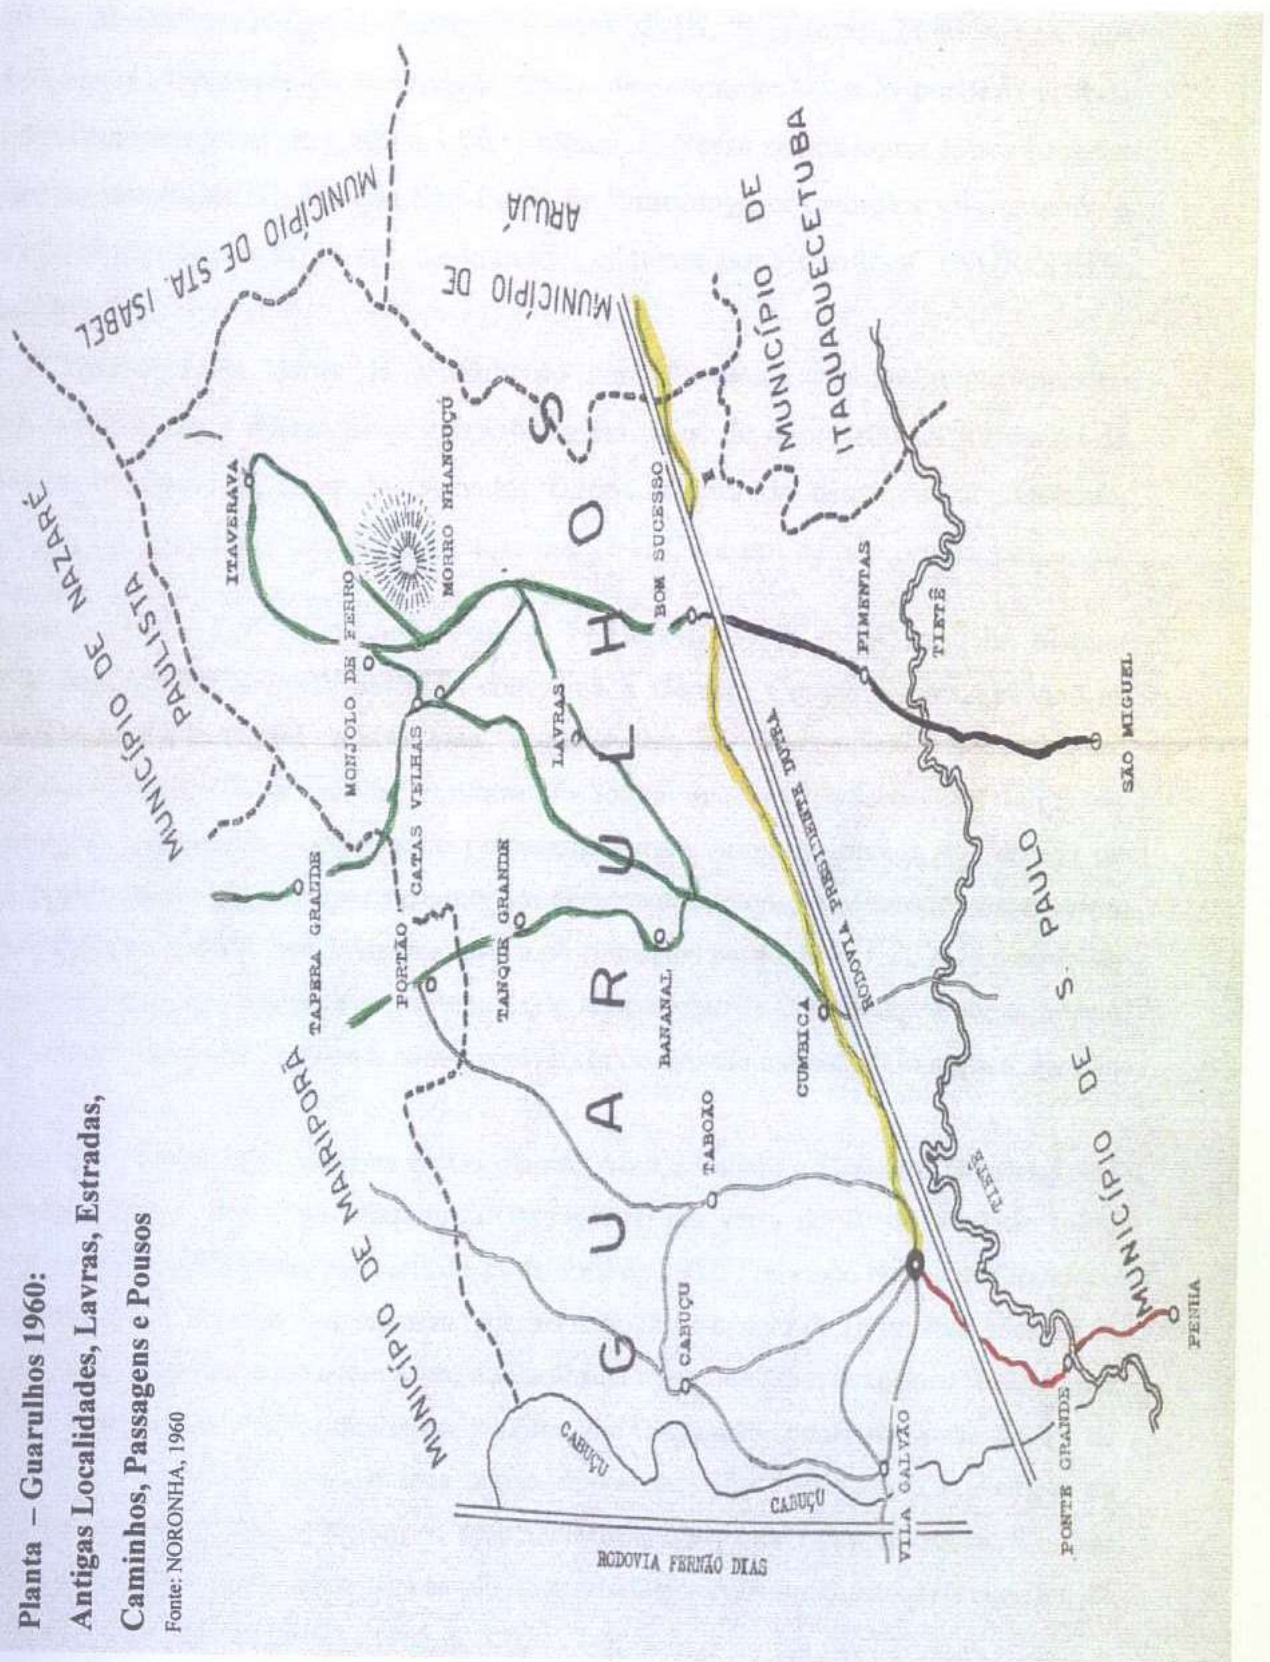 Planta – Guarulhos 1960:
Antigas Localidades, Lavras, Estradas,
Caminhos, Passagens e Pousos
Fonte: NORONHA, 1960
MUNICÍPIO DE NAZARÉ
PAULISTA
MUNICÍPIO DE STA. ISABEL
MUNICÍPIO DE
ARUJÁ
MUNICÍPIO DE
ITAQUAQUECETUBA
MUNICÍPIO DE MAIRIPORÃ
MUNICÍPIO DE S. PAULO
GUARULHOS
ITAVERAVA
MONJOLO DE FERRO
MORRO NHANGUÇÚ
CATAS VELHAS
TAPERA GRAUDE
PORTÃO
TANQUE GRANDE
LAVRAS
BOM SUCESSO
BANANAL
CUMBICA
TABOÃO
CABUÇU
CABUÇU
CABUÇU
VILA GALVÃO
RODOVIA FERNÃO DIAS
RODOVIA PRESIDENTE DUTRA
PIMENTAS
TIETÊ
TIETÊ
SÃO MIGUEL
PONTE GRANDE
PENHA